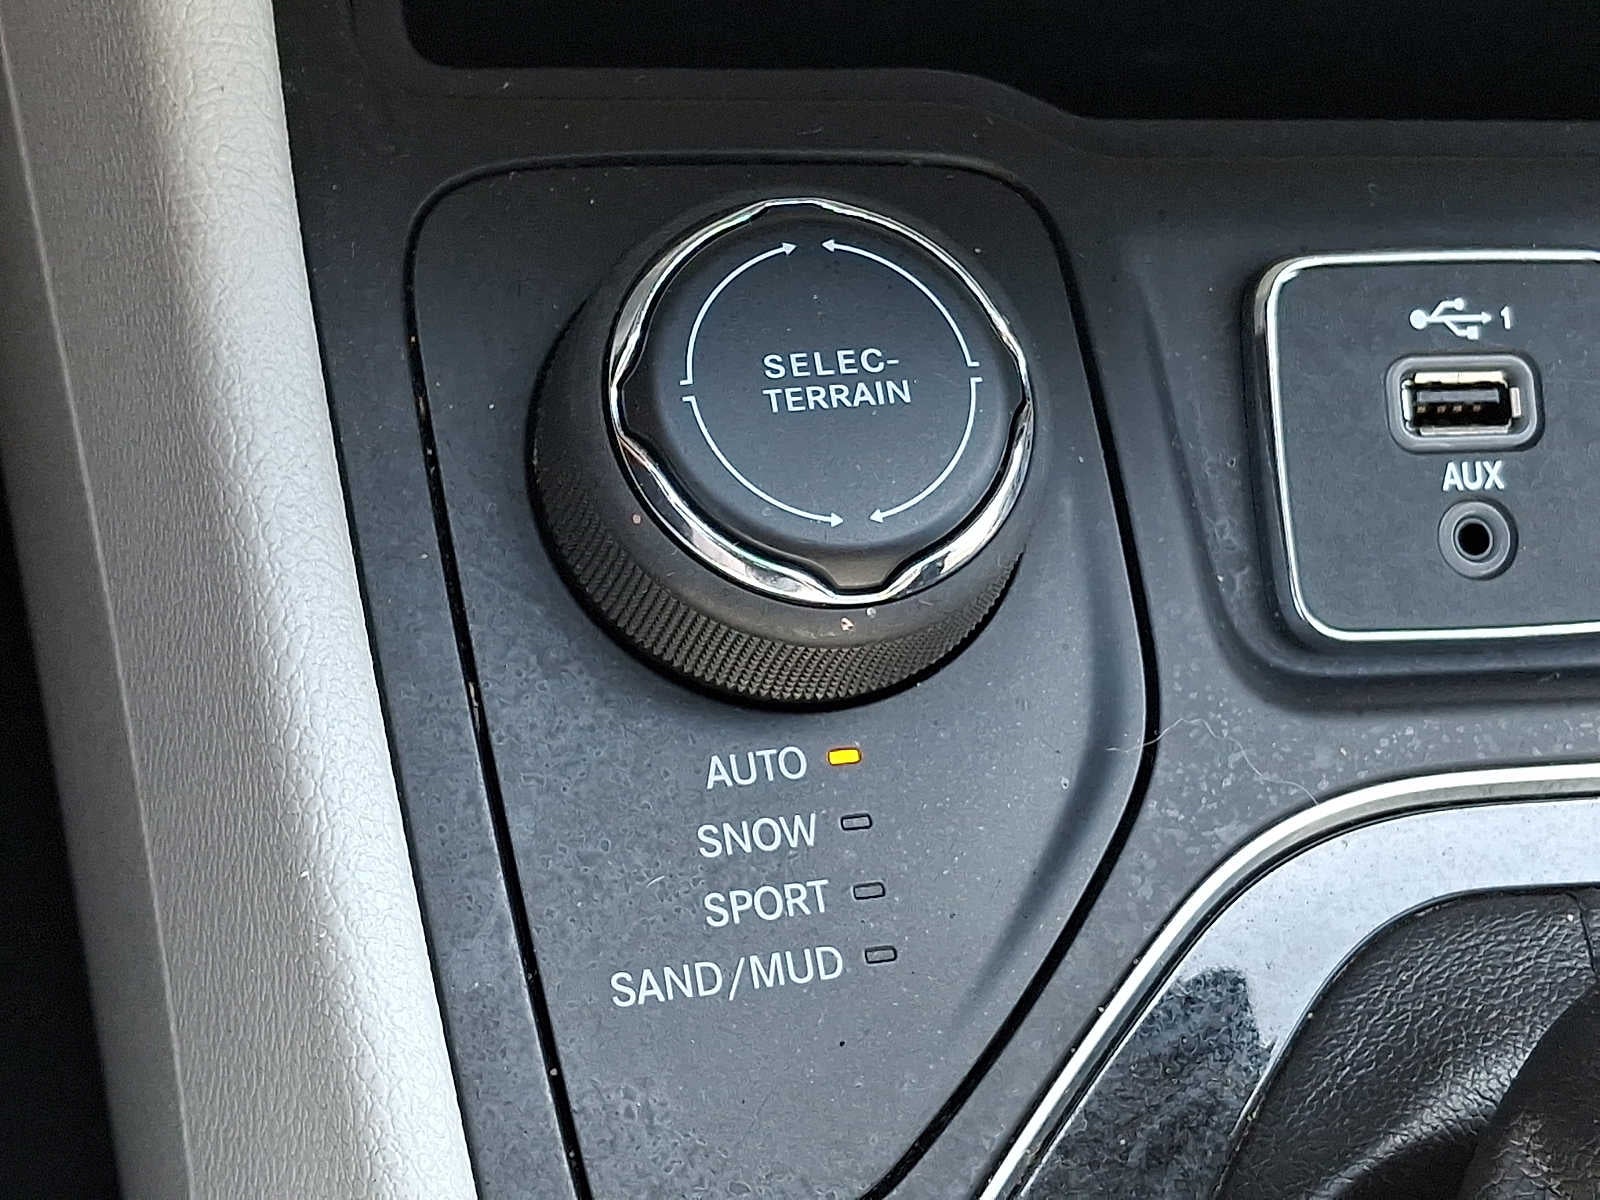 SELEC-
TERRAIN
1
AUX
AUTO
SNOW
SPORT
SAND/MUD